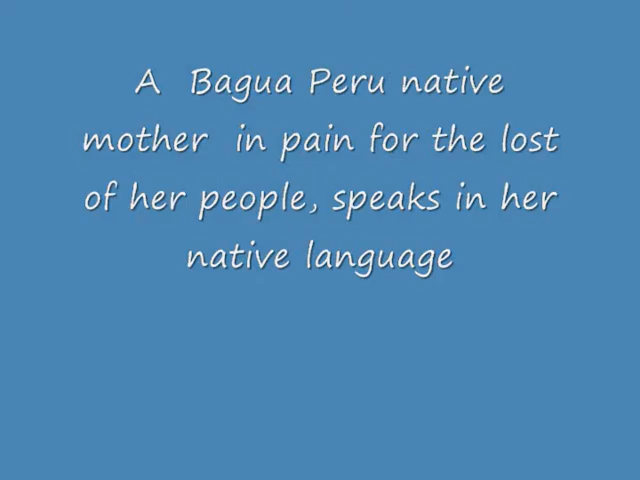 A  Bagua Peru native
mother  in pain for the lost
of her people, speaks in her
native language